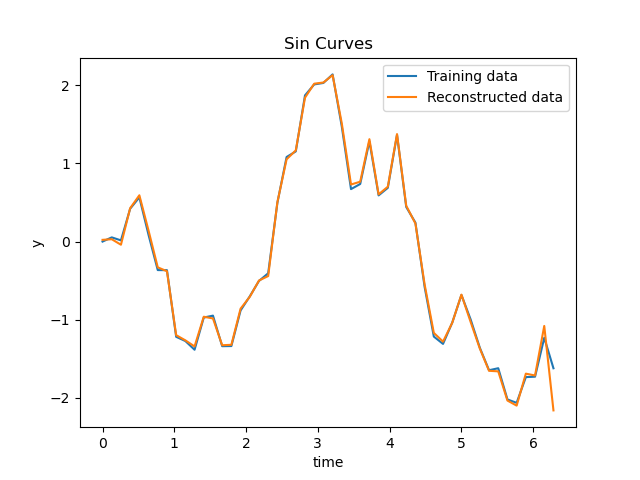 Sin Curves
Training data
Reconstructed data
y
2
1
0
−1
−2
0 1 2 3 4 5 6
time